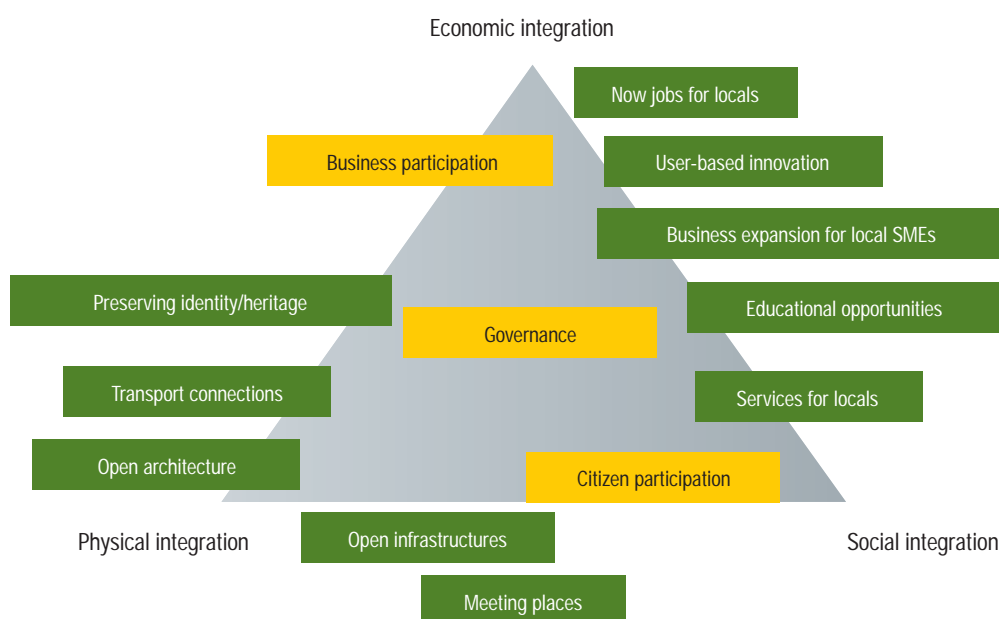 Economic integration
Now jobs for locals
Business participation
User-based innovation
Business expansion for local SMEs
Preserving identity/heritage
Educational opportunities
Governance
Transport connections
Services for locals
Open architecture
Citizen participation
Physical integration
Open infrastructures
Social integration
Meeting places